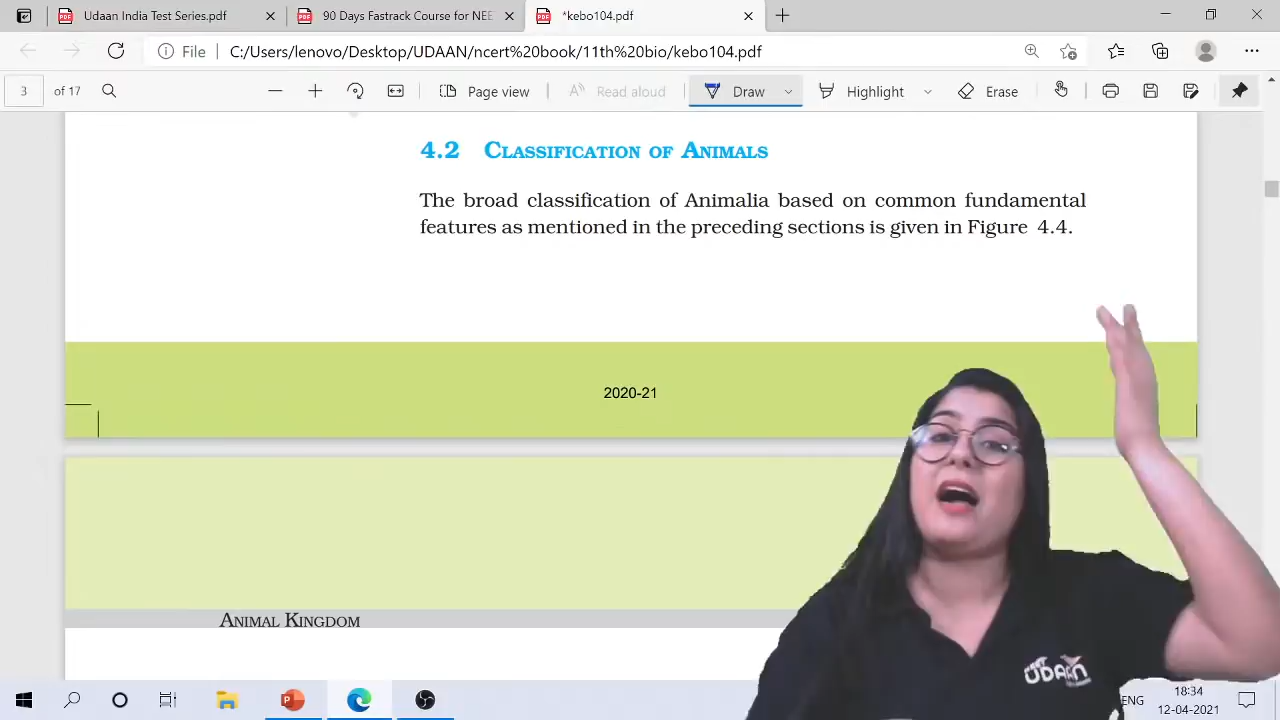 Udaan India Test Series.pdf
90 Days Fastrack Course for NEE
*kebo104.pdf
File
C:/Users/lenovo/Desktop/UDAAN/ncert%20book/11th%20bio/kebo104.pdf
3 of 17
Page view
Read aloud
Draw
Highlight
Erase
4.2 CLASSIFICATION OF ANIMALS
The broad classification of Animalia based on common fundamental
features as mentioned in the preceding sections is given in Figure 4.4.
2020-21
ANIMAL KINGDOM
UDAAN
ENG
18:34
12-04-2021